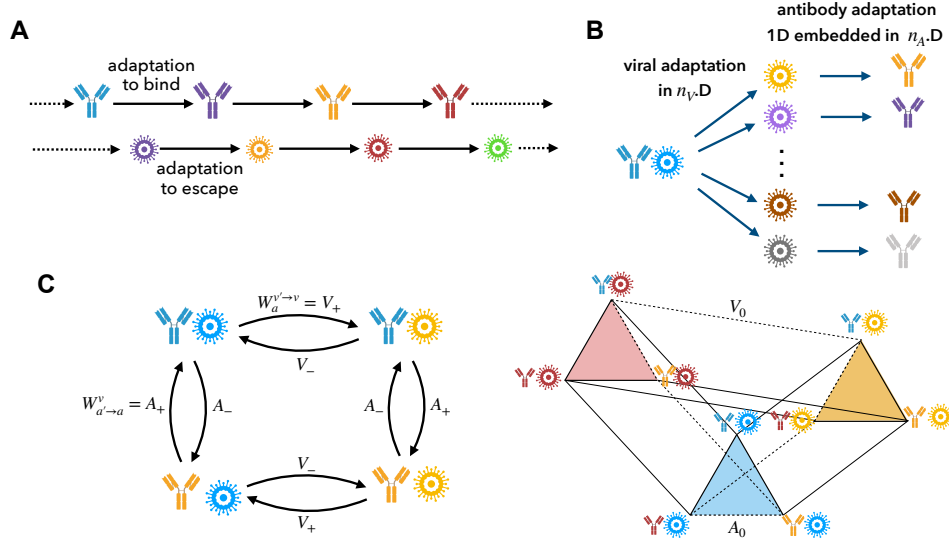 A
adaptation
to bind
adaptation
to escape
B
antibody adaptation
1D embedded in n_A.D
viral adaptation
in n_V.D
C
W_a^{v'→v} = V_+
V_-
W_{a'→a}^v = A_+
A_-
A_-
A_+
V_-
V_+
V_0
A_0